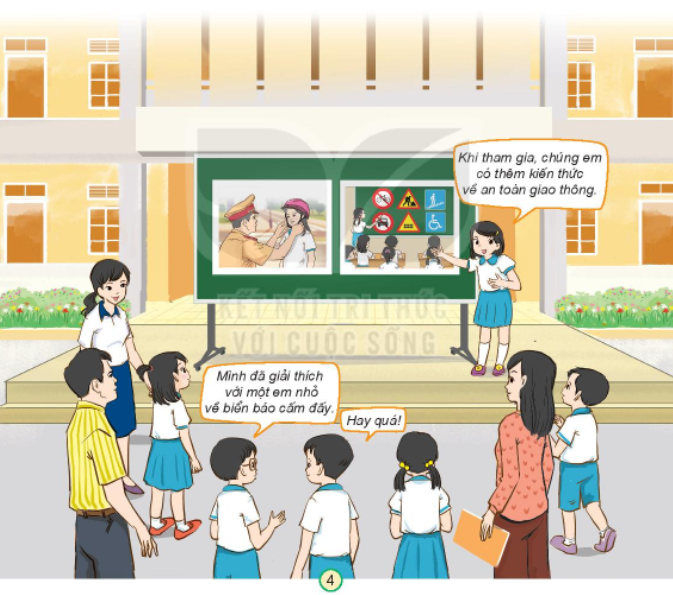 Khi tham gia, chúng em
có thêm kiến thức
về an toàn giao thông.
KẾT NỐI TRI THỨC
VỚI CUỘC SỐNG
Mình đã giải thích
với một em nhỏ
về biển báo cấm đấy.
Hay quá!
4